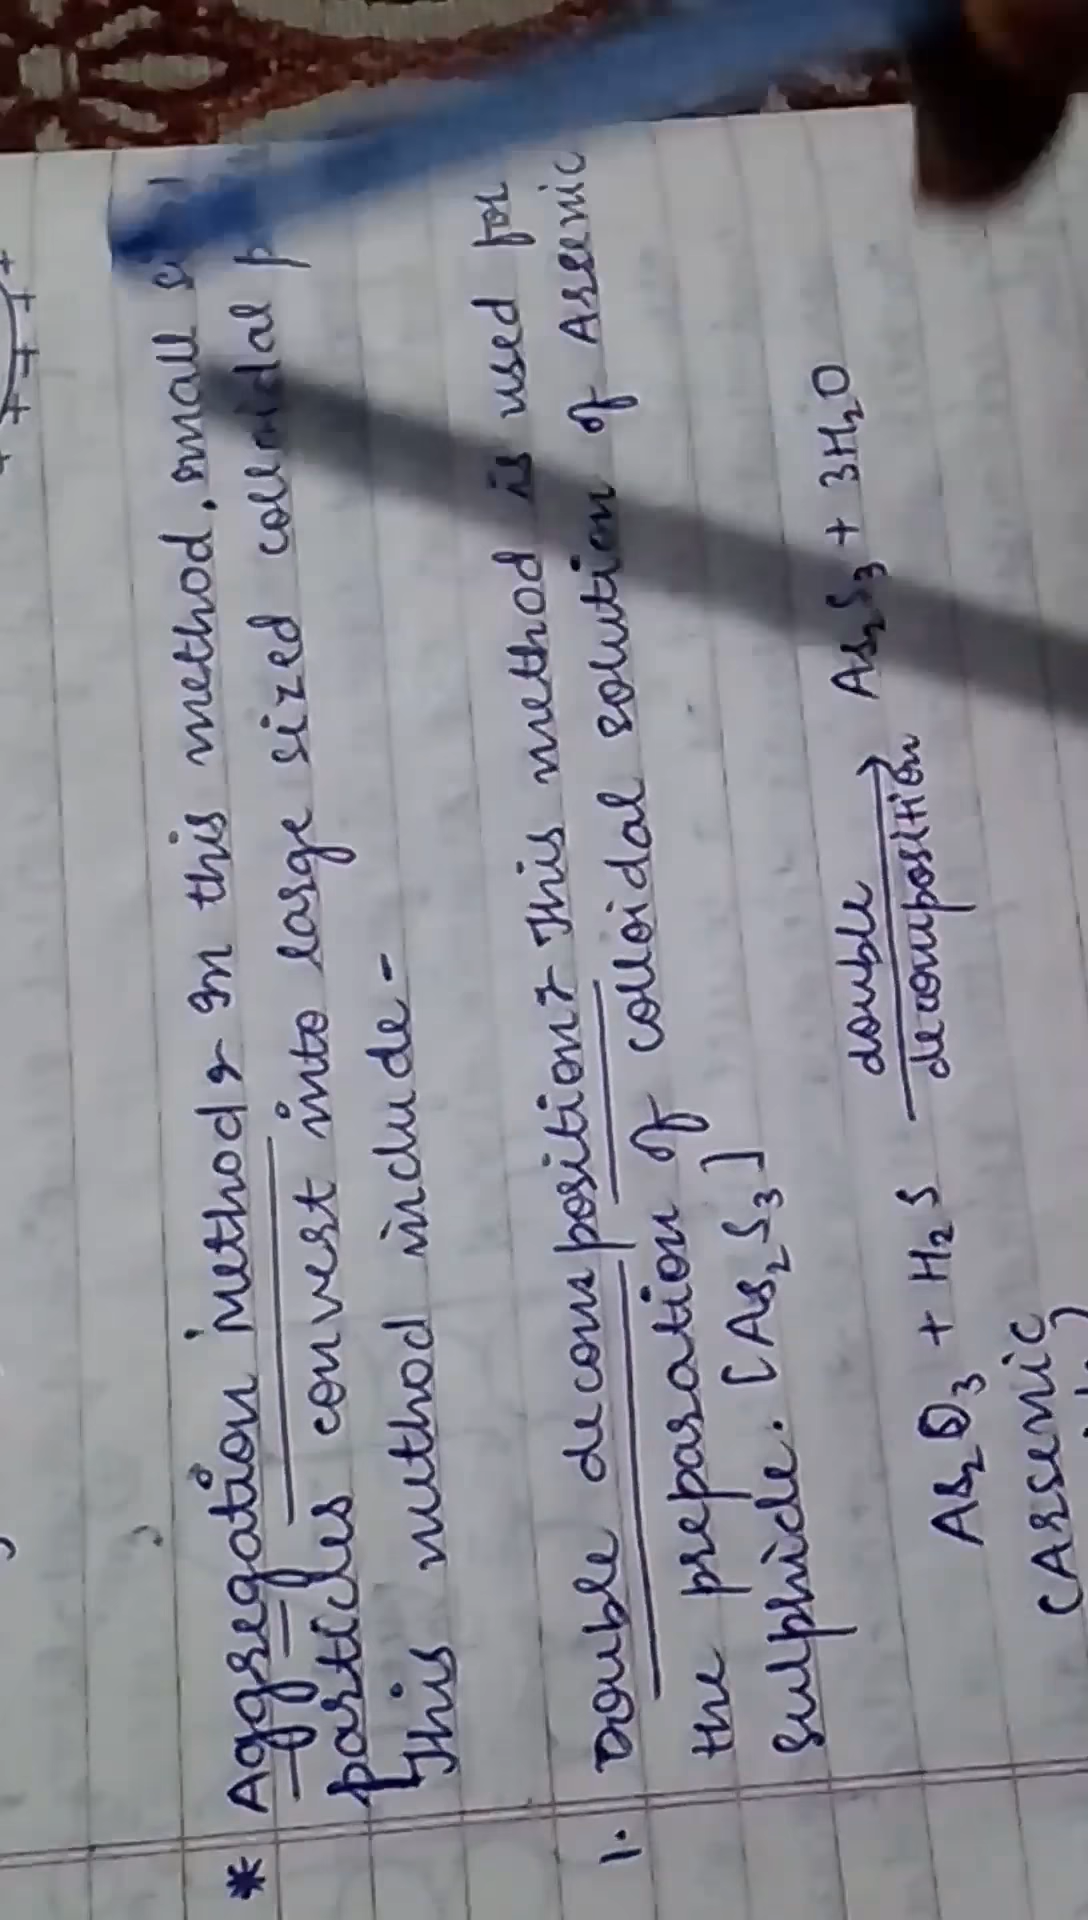 * Aggregation method → In this method, small
particles convert into large sized colloidal
[This method include -
1. Double decomposition → This method is used for
the preparation of colloidal solution of Arsenic
Sulphide. [As₂S₃]
As₂O₃ + H₂S double decomposition → As₂S₃ + 3H₂O
(Arsenic